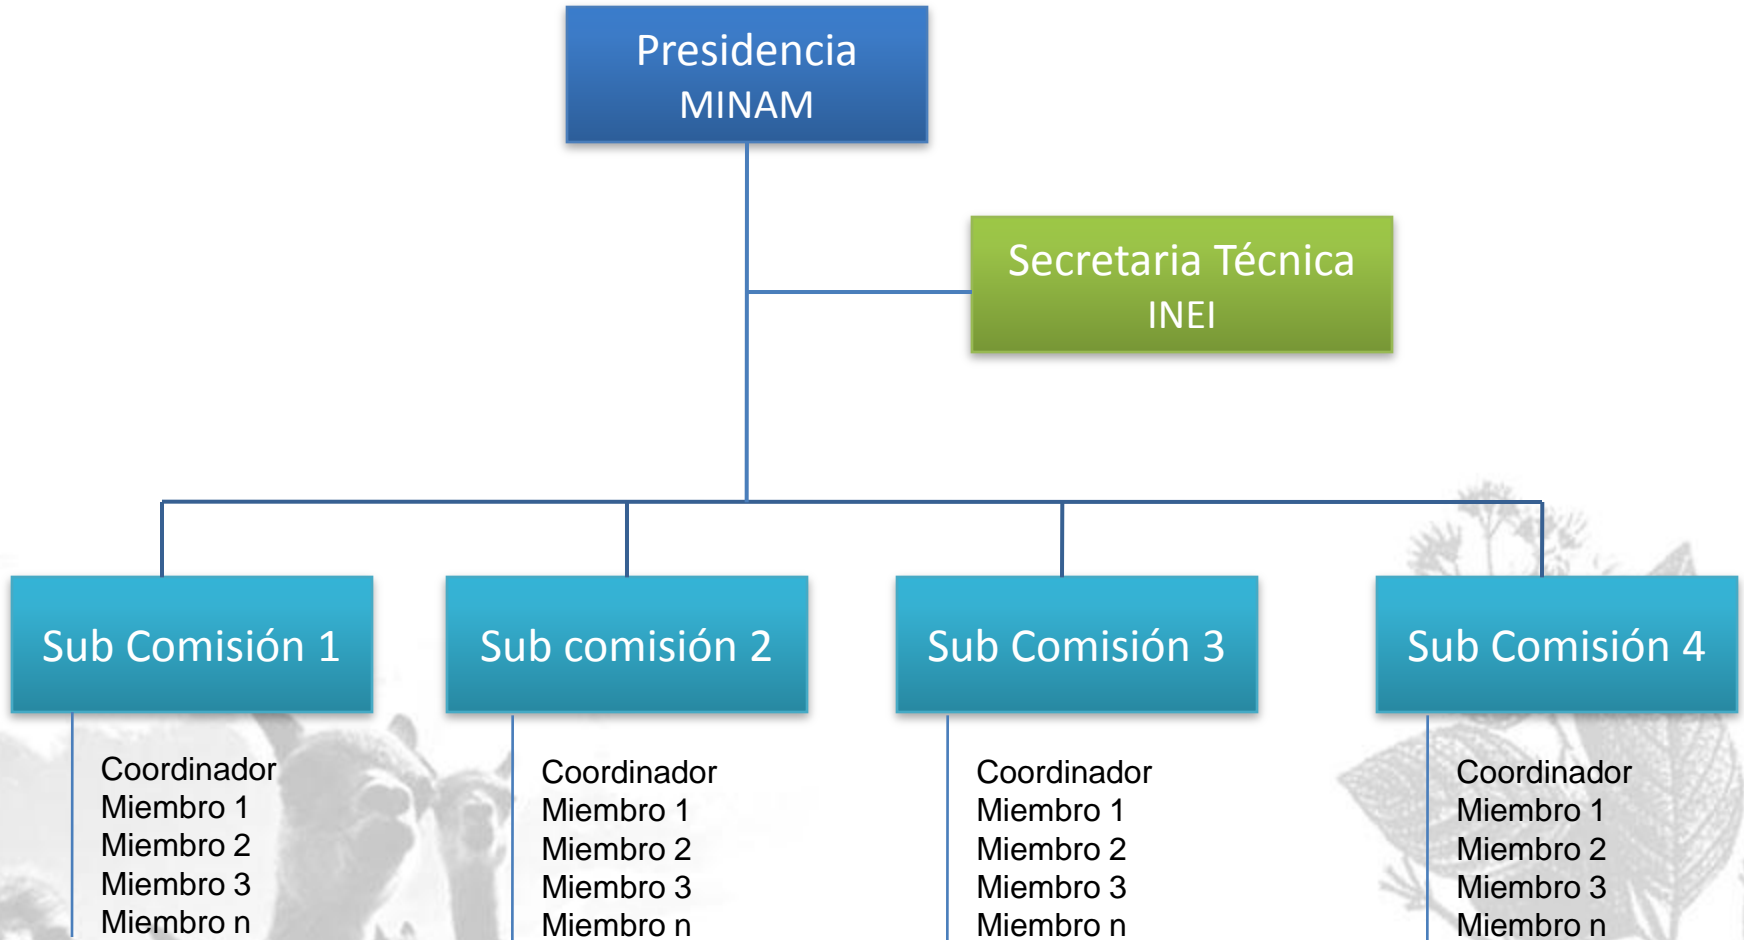 Presidencia
MINAM
Secretaria Técnica
INEI
Sub Comisión 1
Sub comisión 2
Sub Comisión 3
Sub Comisión 4
Coordinador
Miembro 1
Miembro 2
Miembro 3
Miembro n
Coordinador
Miembro 1
Miembro 2
Miembro 3
Miembro n
Coordinador
Miembro 1
Miembro 2
Miembro 3
Miembro n
Coordinador
Miembro 1
Miembro 2
Miembro 3
Miembro n